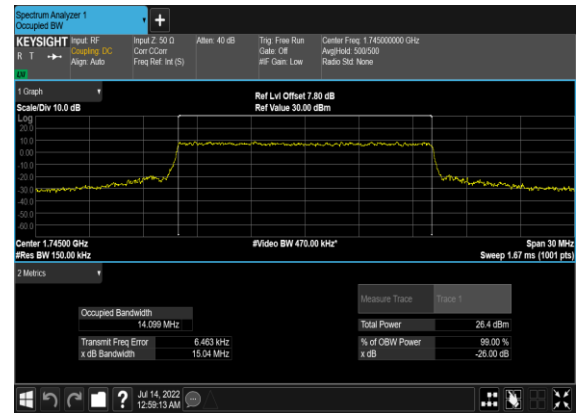 Spectrum Analyzer 1
Occupied BW
KEYSIGHT
R T
LV
Input: RF
Coupling: DC
Align: Auto
Input Z: 50 Ω
Corr CCorr
Freq Ref: Int (S)
Atten: 40 dB
Trig: Free Run
Gate: Off
#IF Gain: Low
Center Freq: 1.745000000 GHz
Avg|Hold: 500/500
Radio Std: None
1 Graph
Scale/Div 10.0 dB
Ref Lvl Offset 7.80 dB
Ref Value 30.00 dBm
Log
20.0
10.0
0.00
-10.0
-20.0
-30.0
-40.0
-50.0
-60.0
Center 1.74500 GHz
#Video BW 470.00 kHz*
Span 30 MHz
#Res BW 150.00 kHz
Sweep 1.67 ms (1001 pts)
2 Metrics
Measure Trace
Trace 1
Occupied Bandwidth
14.099 MHz
Total Power
26.4 dBm
Transmit Freq Error
6.463 kHz
% of OBW Power
99.00 %
x dB Bandwidth
15.04 MHz
x dB
-26.00 dB
Jul 14, 2022
12:59:13 AM